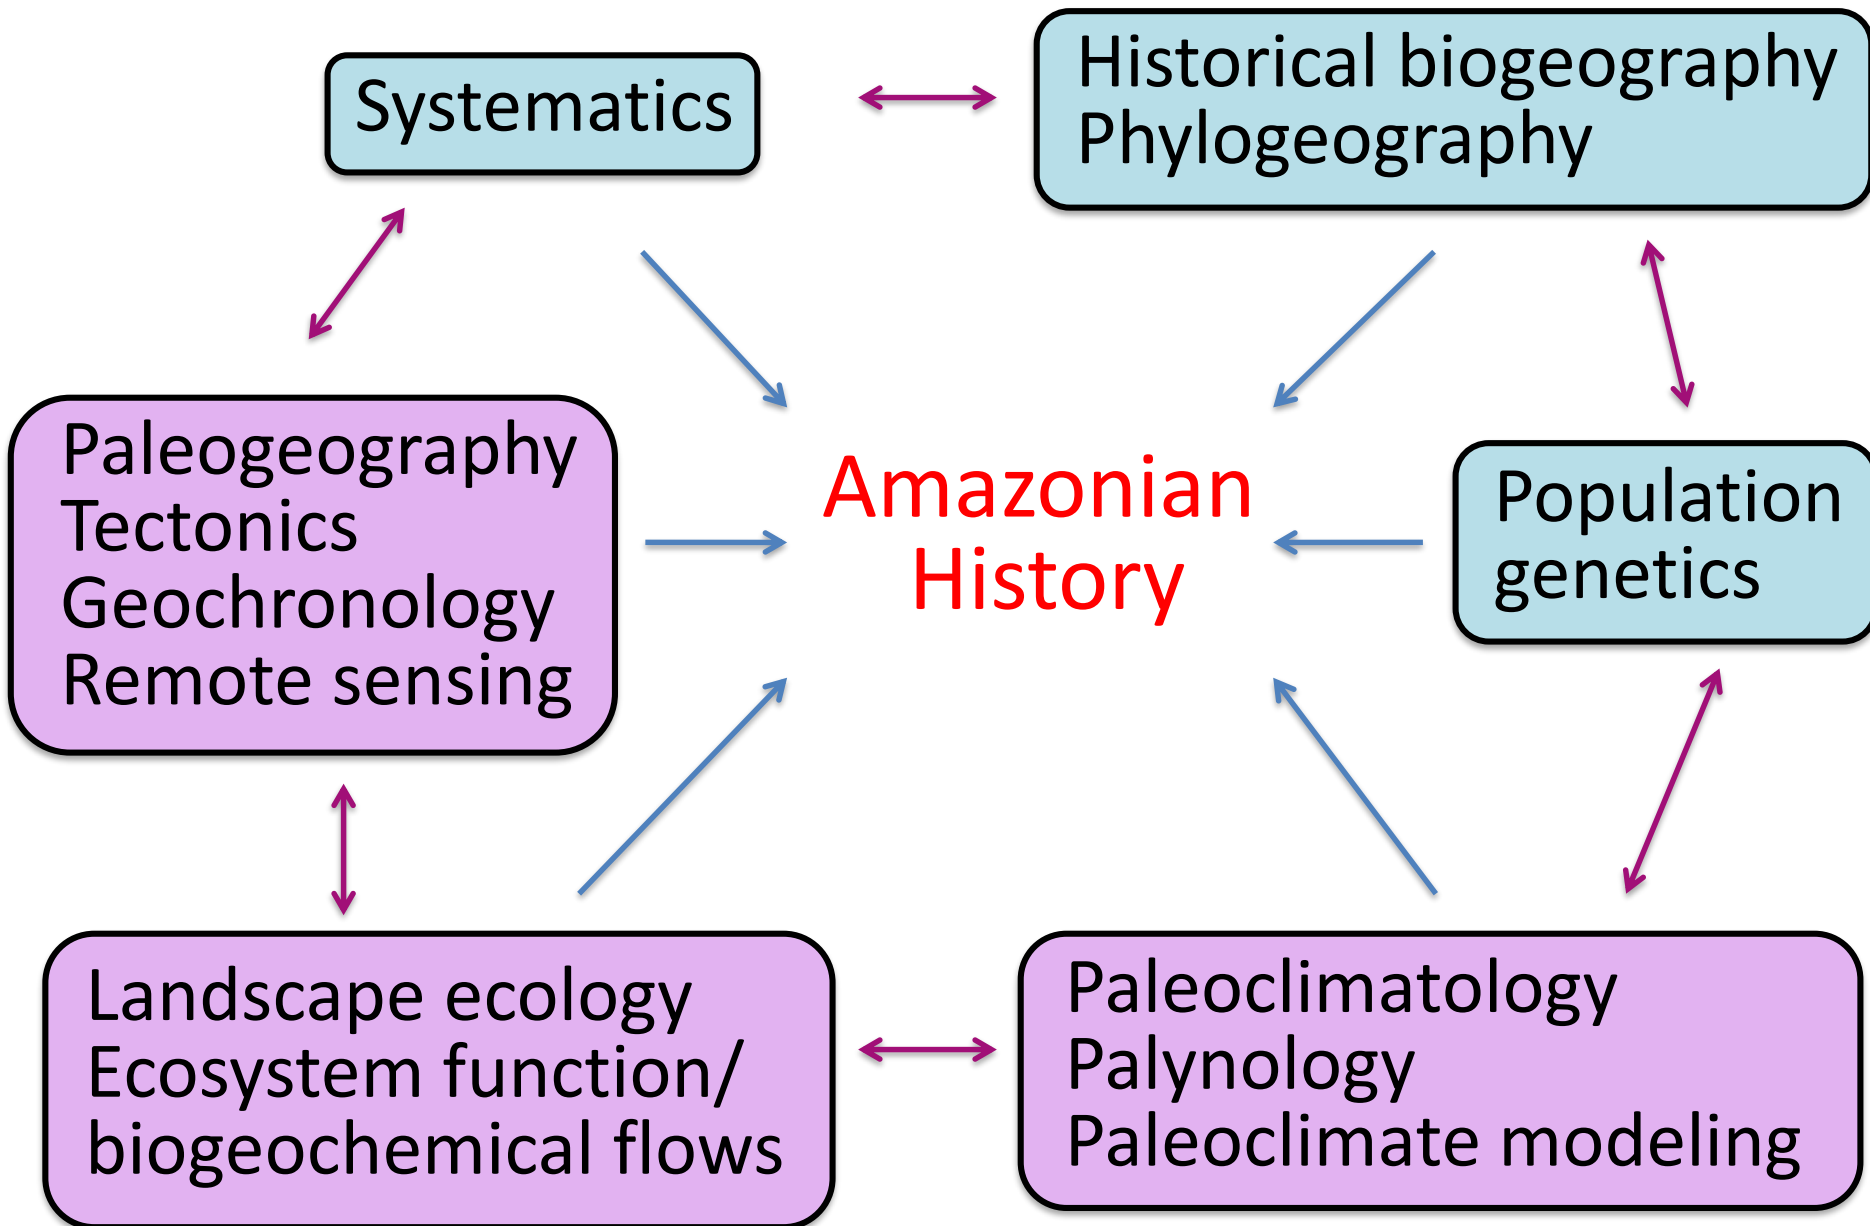 Systematics
Historical biogeography
Phylogeography
Paleogeography
Tectonics
Geochronology
Remote sensing
Amazonian
History
Population
genetics
Landscape ecology
Ecosystem function/
biogeochemical flows
Paleoclimatology
Palynology
Paleoclimate modeling